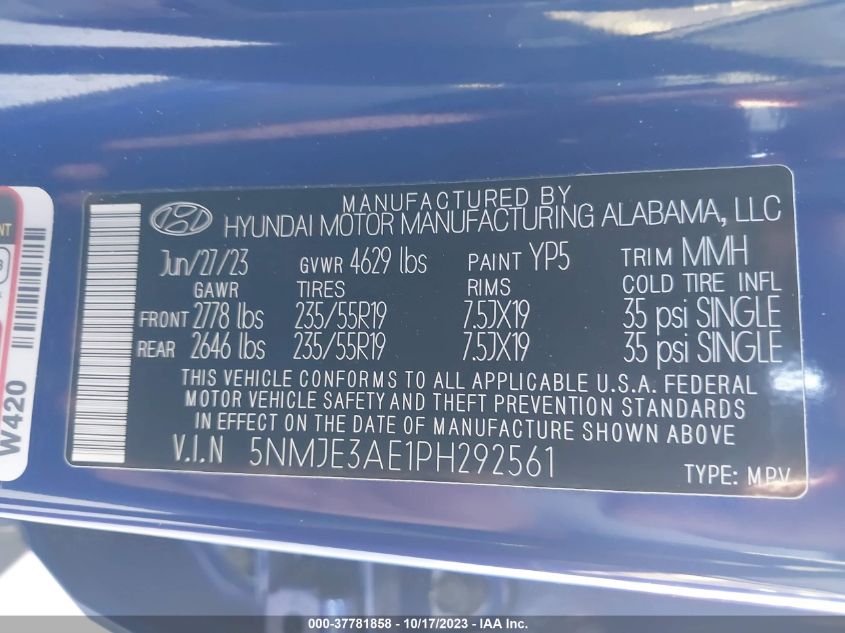 MANUFACTURED BY
HYUNDAI MOTOR MANUFACTURING ALABAMA, LLC
Jun/27/23 GVWR 4629 lbs PAINT YP5 TRIM MMH
GAWR TIRES RIMS COLD TIRE INFL
FRONT 2778 lbs 235/55R19 7.5JX19 35 psi SINGLE
REAR 2646 lbs 235/55R19 7.5JX19 35 psi SINGLE
THIS VEHICLE CONFORMS TO ALL APPLICABLE U.S.A. FEDERAL
MOTOR VEHICLE SAFETY AND THEFT PREVENTION STANDARDS
IN EFFECT ON THE DATE OF MANUFACTURE SHOWN ABOVE
V.I.N 5NMJE3AE1PH292561 TYPE: MPV
W420
000-37781858 - 10/17/2023 - IAA Inc.